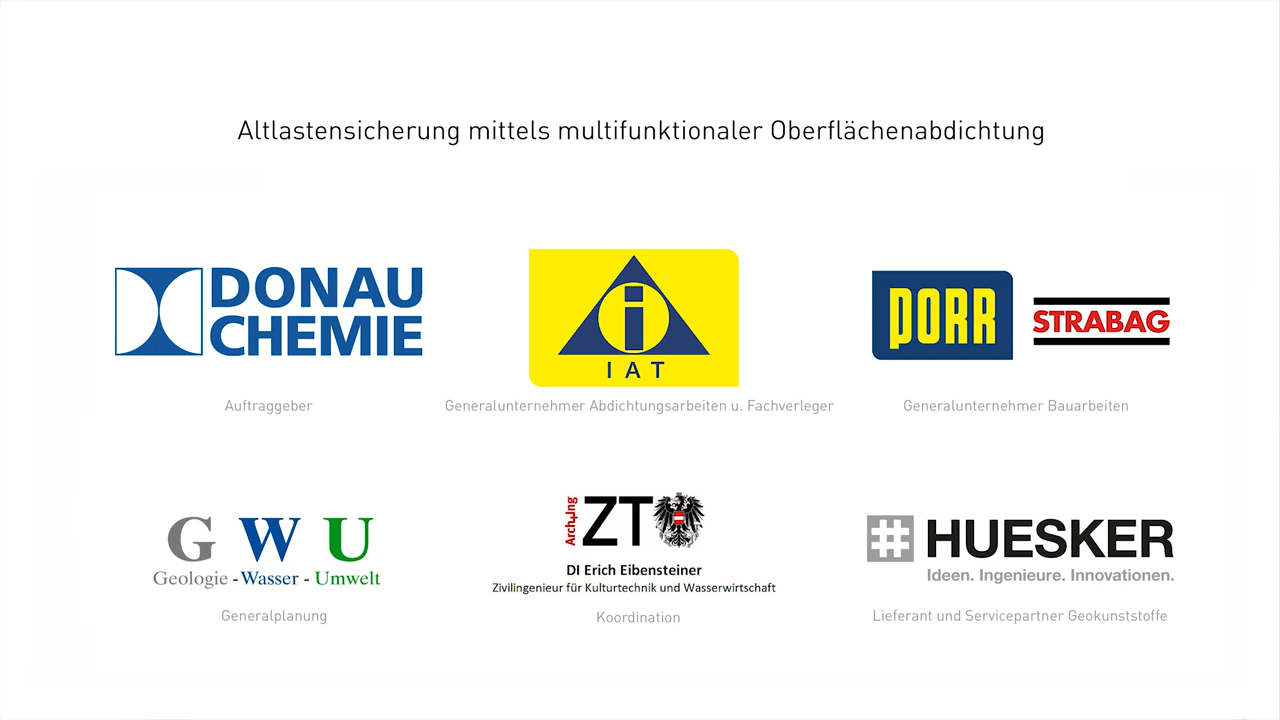 Altlastensicherung mittels multifunktionaler Oberflächenabdichtung
DONAU
CHEMIE
Auftraggeber
i
IAT
Generalunternehmer Abdichtungsarbeiten u. Fachverleger
PORR
STRABAG
Generalunternehmer Bauarbeiten
G W U
Geologie - Wasser - Umwelt
Generalplanung
Arch+Ing
ZT
DI Erich Eibensteiner
Zivilingenieur für Kulturtechnik und Wasserwirtschaft
Koordination
HUESKER
Ideen. Ingenieure. Innovationen.
Lieferant und Servicepartner Geokunststoffe